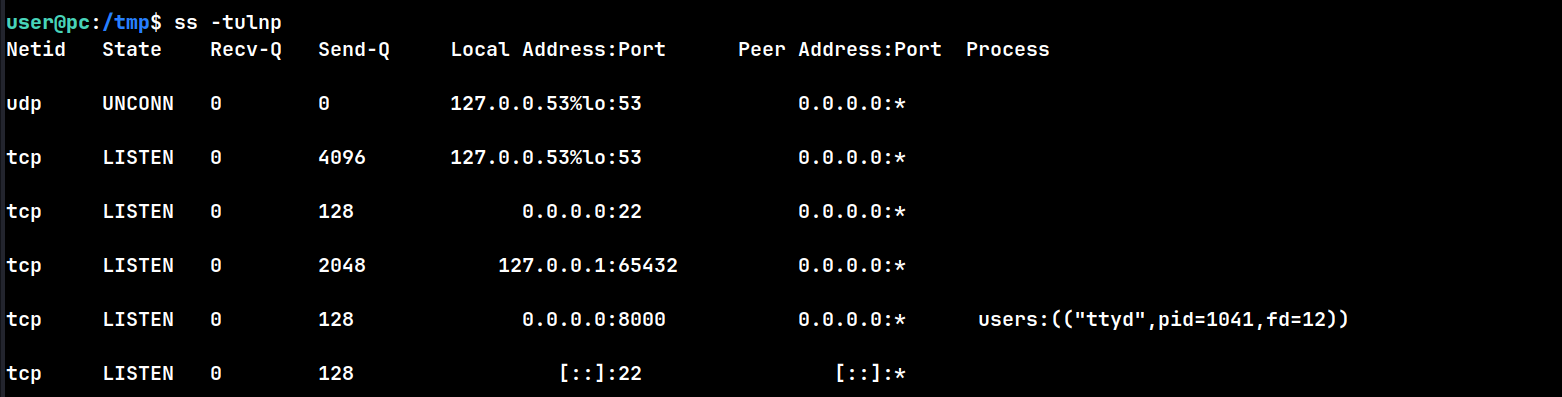 user@pc:/tmp$ ss -tulnp
Netid State Recv-Q Send-Q Local Address:Port Peer Address:Port Process
udp UNCONN 0 0 127.0.0.53%lo:53 0.0.0.0:*
tcp LISTEN 0 4096 127.0.0.53%lo:53 0.0.0.0:*
tcp LISTEN 0 128 0.0.0.0:22 0.0.0.0:*
tcp LISTEN 0 2048 127.0.0.1:65432 0.0.0.0:*
tcp LISTEN 0 128 0.0.0.0:8000 0.0.0.0:* users:(("ttyd",pid=1041,fd=12))
tcp LISTEN 0 128 [::]:22 [::]:*